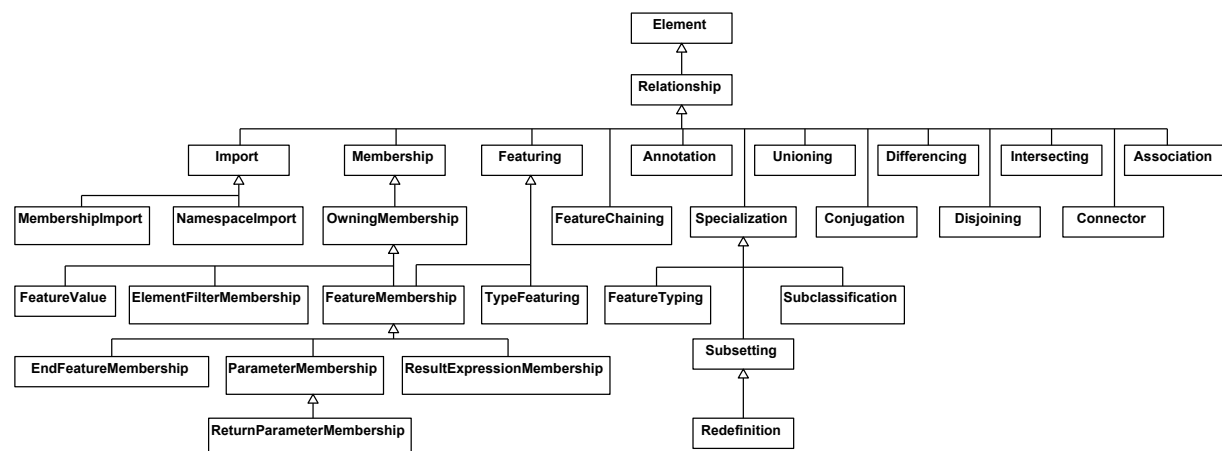 Element
Relationship
Import
Membership
Featuring
Annotation
Unioning
Differencing
Intersecting
Association
MembershipImport
NamespaceImport
OwningMembership
FeatureChaining
Specialization
Conjugation
Disjoining
Connector
FeatureValue
ElementFilterMembership
FeatureMembership
TypeFeaturing
FeatureTyping
Subclassification
EndFeatureMembership
ParameterMembership
ResultExpressionMembership
Subsetting
ReturnParameterMembership
Redefinition